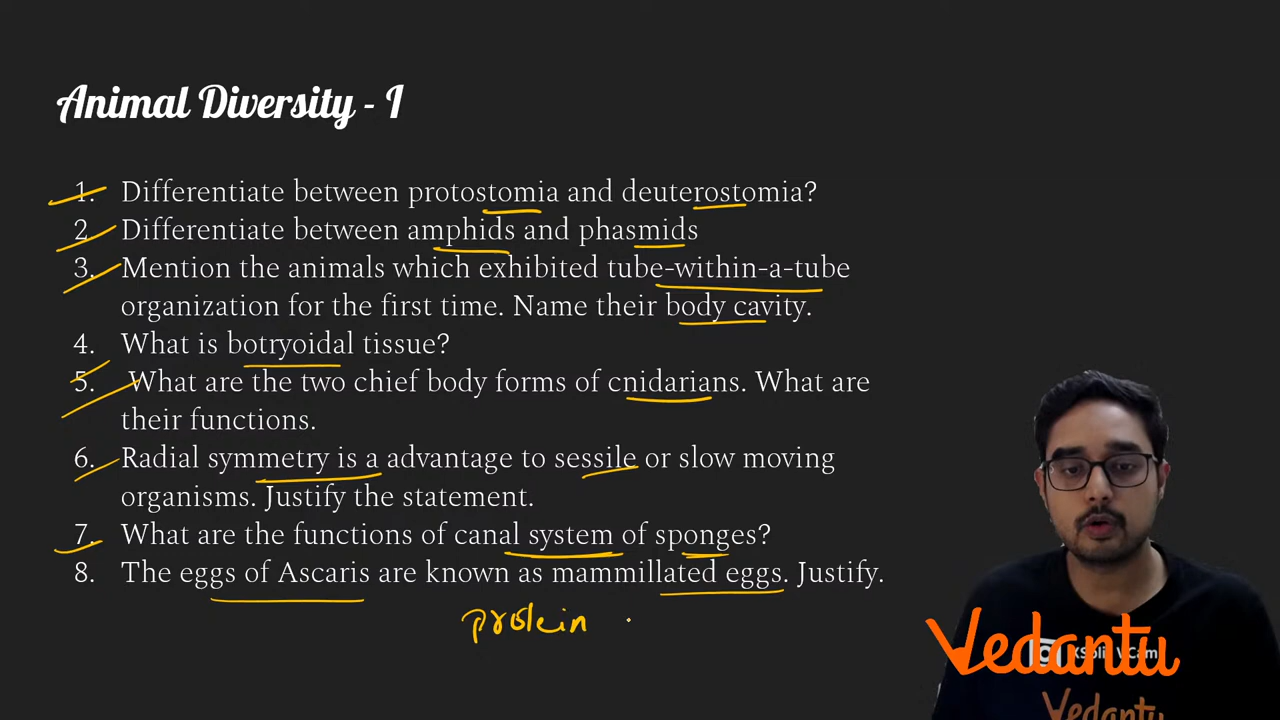 Animal Diversity - I
1. Differentiate between protostomia and deuterostomia?
2. Differentiate between amphids and phasmids
3. Mention the animals which exhibited tube-within-a-tube
organization for the first time. Name their body cavity.
4. What is botryoidal tissue?
5. What are the two chief body forms of cnidarians. What are
their functions.
6. Radial symmetry is a advantage to sessile or slow moving
organisms. Justify the statement.
7. What are the functions of canal system of sponges?
8. The eggs of Ascaris are known as mammillated eggs. Justify.
protein
Vedantu
XSplit VCam
Vedantu